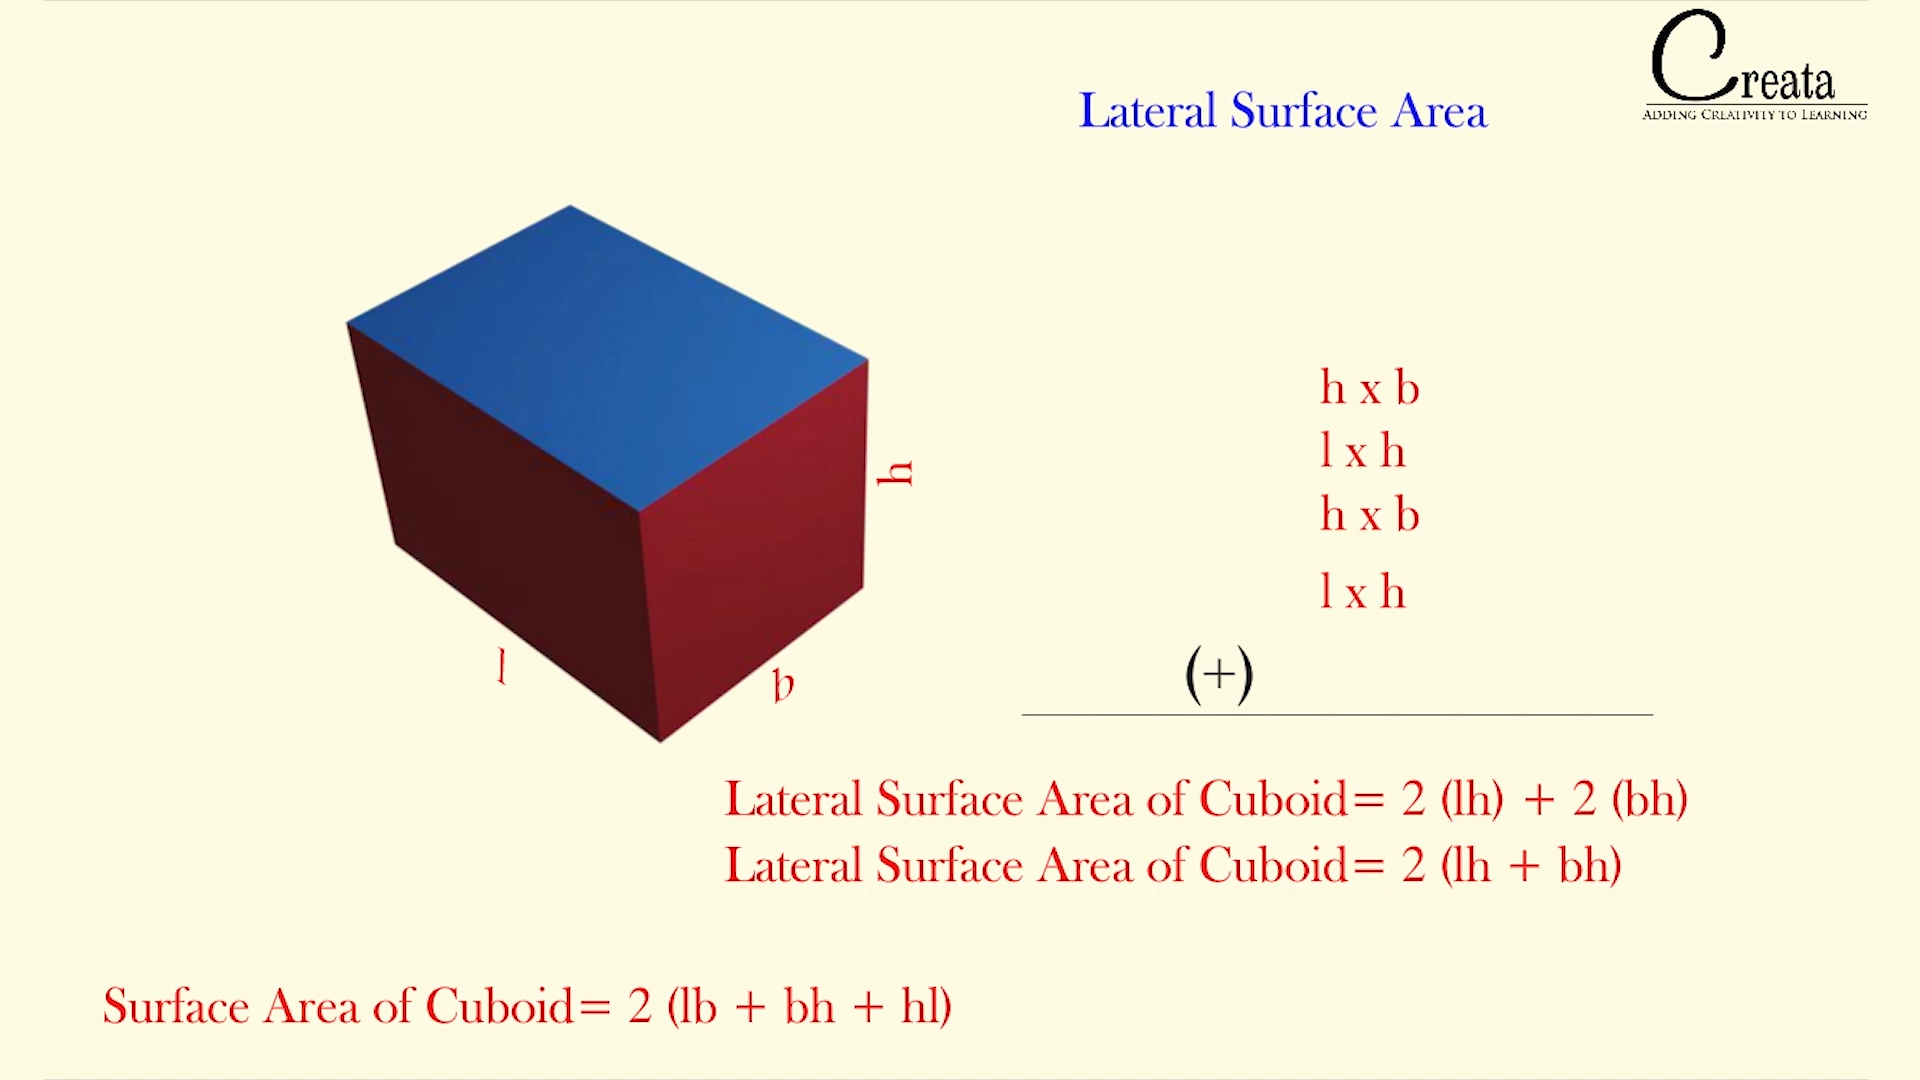 Creata
ADDING CREATIVITY TO LEARNING
Lateral Surface Area
h x b
l x h
h x b
l x h
(+)
h
l
b
Lateral Surface Area of Cuboid= 2 (lh) + 2 (bh)
Lateral Surface Area of Cuboid= 2 (lh + bh)
Surface Area of Cuboid= 2 (lb + bh + hl)